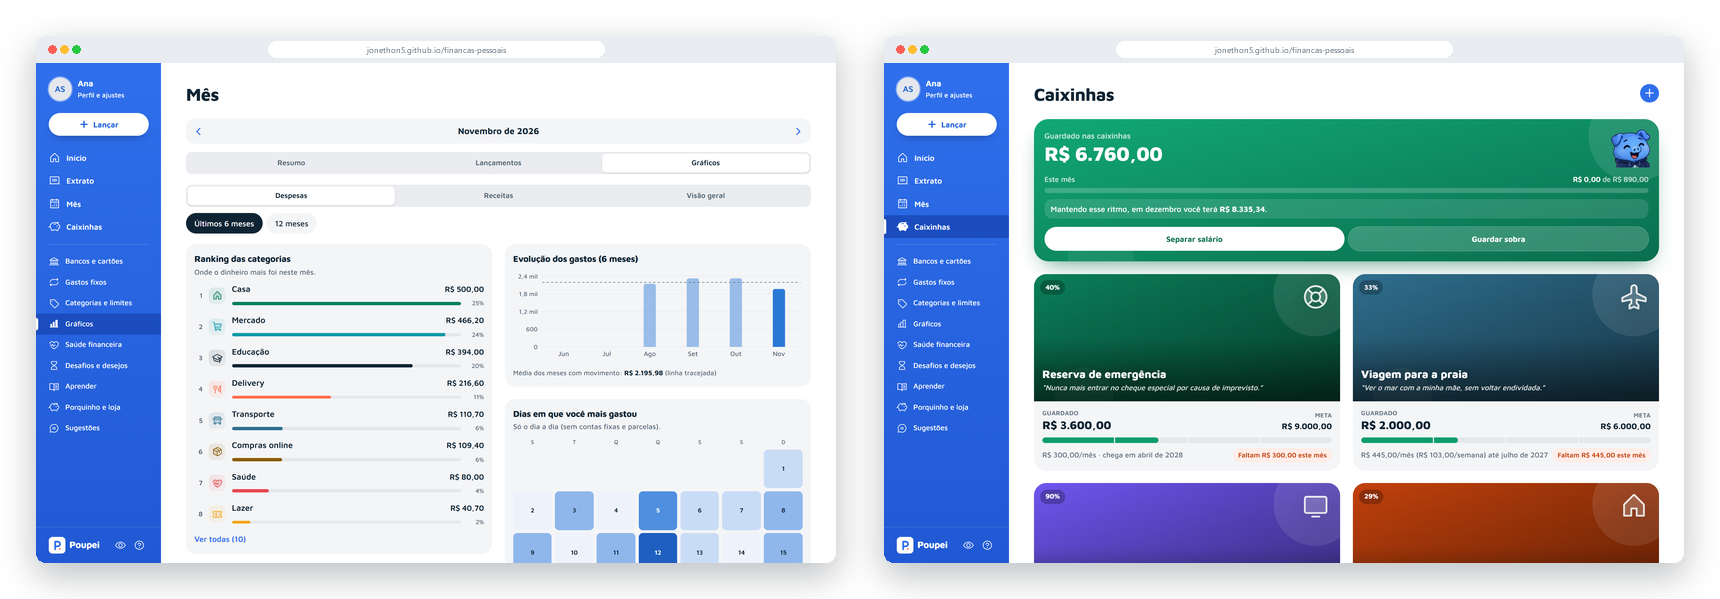 jonethon5.github.io/financas-pessoais
AS
Ana
Perfil e ajustes
+ Lançar
Início
Extrato
Mês
Caixinhas
Bancos e cartões
Gastos fixos
Categorias e limites
Gráficos
Saúde financeira
Desafios e desejos
Aprender
Porquinho e loja
Sugestões
P Poupei
Mês
Novembro de 2026
Resumo Lançamentos Gráficos
Despesas Receitas Visão geral
Últimos 6 meses 12 meses
Ranking das categorias
Onde o dinheiro mais foi neste mês.
1 Casa R$ 500,00
25%
2 Mercado R$ 466,20
24%
3 Educação R$ 394,00
20%
4 Delivery R$ 216,60
11%
5 Transporte R$ 110,70
6%
6 Compras online R$ 109,40
6%
7 Saúde R$ 80,00
4%
8 Lazer R$ 40,70
2%
Ver todas (10)
Evolução dos gastos (6 meses)
2,4 mil
1,8 mil
1,2 mil
600
0
Jun Jul Ago Set Out Nov
Média dos meses com movimento: R$ 2.195,98 (linha tracejada)
Dias em que você mais gastou
Só o dia a dia (sem contas fixas e parcelas).
S T Q Q S S D
1
2 3 4 5 6 7 8
9 10 11 12 13 14 15
jonethon5.github.io/financas-pessoais
AS
Ana
Perfil e ajustes
+ Lançar
Início
Extrato
Mês
Caixinhas
Bancos e cartões
Gastos fixos
Categorias e limites
Gráficos
Saúde financeira
Desafios e desejos
Aprender
Porquinho e loja
Sugestões
P Poupei
Caixinhas
Guardado nas caixinhas
R$ 6.760,00
Este mês R$ 0,00 de R$ 890,00
Mantendo esse ritmo, em dezembro você terá R$ 8.335,34.
Separar salário Guardar sobra
40%
Reserva de emergência
"Nunca mais entrar no cheque especial por causa de imprevisto."
GUARDADO META
R$ 3.600,00 R$ 9.000,00
R$ 300,00/mês · chega em abril de 2028 Faltam R$ 300,00 este mês
33%
Viagem para a praia
"Ver o mar com a minha mãe, sem voltar endividada."
GUARDADO META
R$ 2.000,00 R$ 6.000,00
R$ 445,00/mês (R$ 103,00/semana) até julho de 2027 Faltam R$ 445,00 este mês
90%
29%